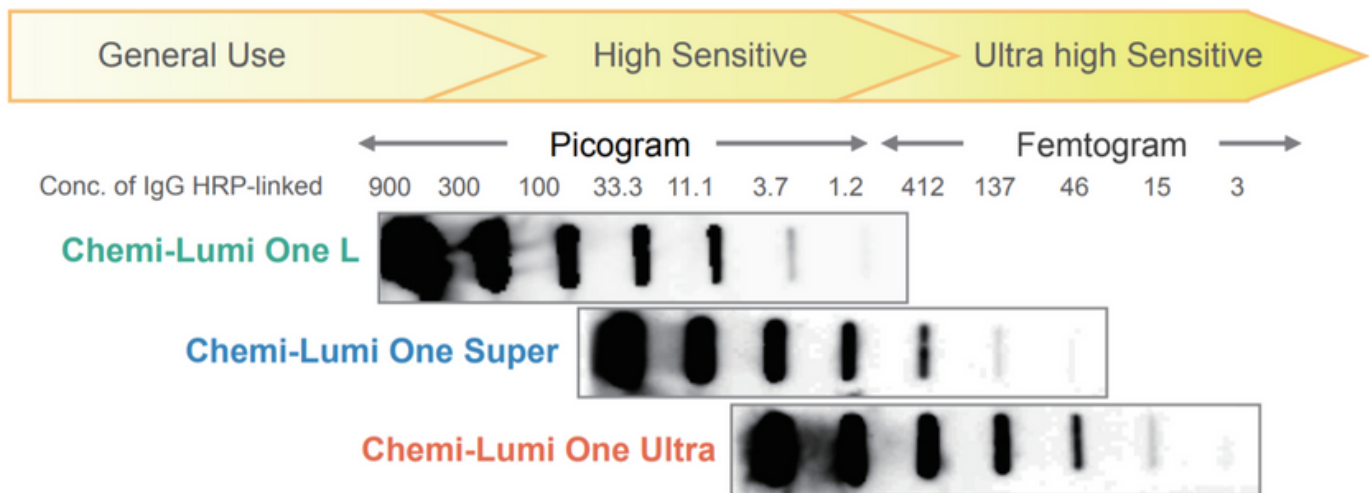 General Use High Sensitive Ultra high Sensitive
Picogram Femtogram
Conc. of IgG HRP-linked 900 300 100 33.3 11.1 3.7 1.2 412 137 46 15 3
Chemi-Lumi One L
Chemi-Lumi One Super
Chemi-Lumi One Ultra